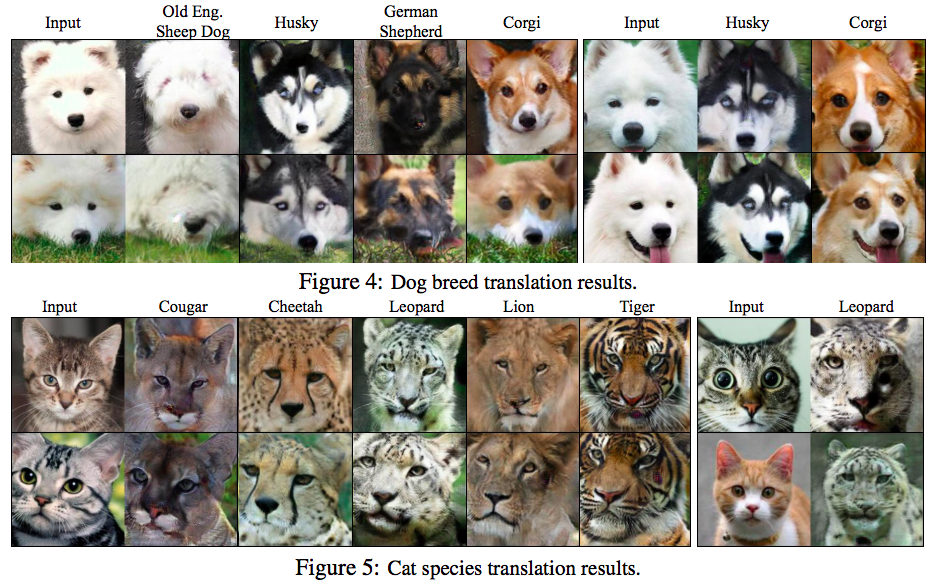 Input Old Eng. Sheep Dog Husky German Shepherd Corgi Input Husky Corgi
Figure 4: Dog breed translation results.
Input Cougar Cheetah Leopard Lion Tiger Input Leopard
Figure 5: Cat species translation results.